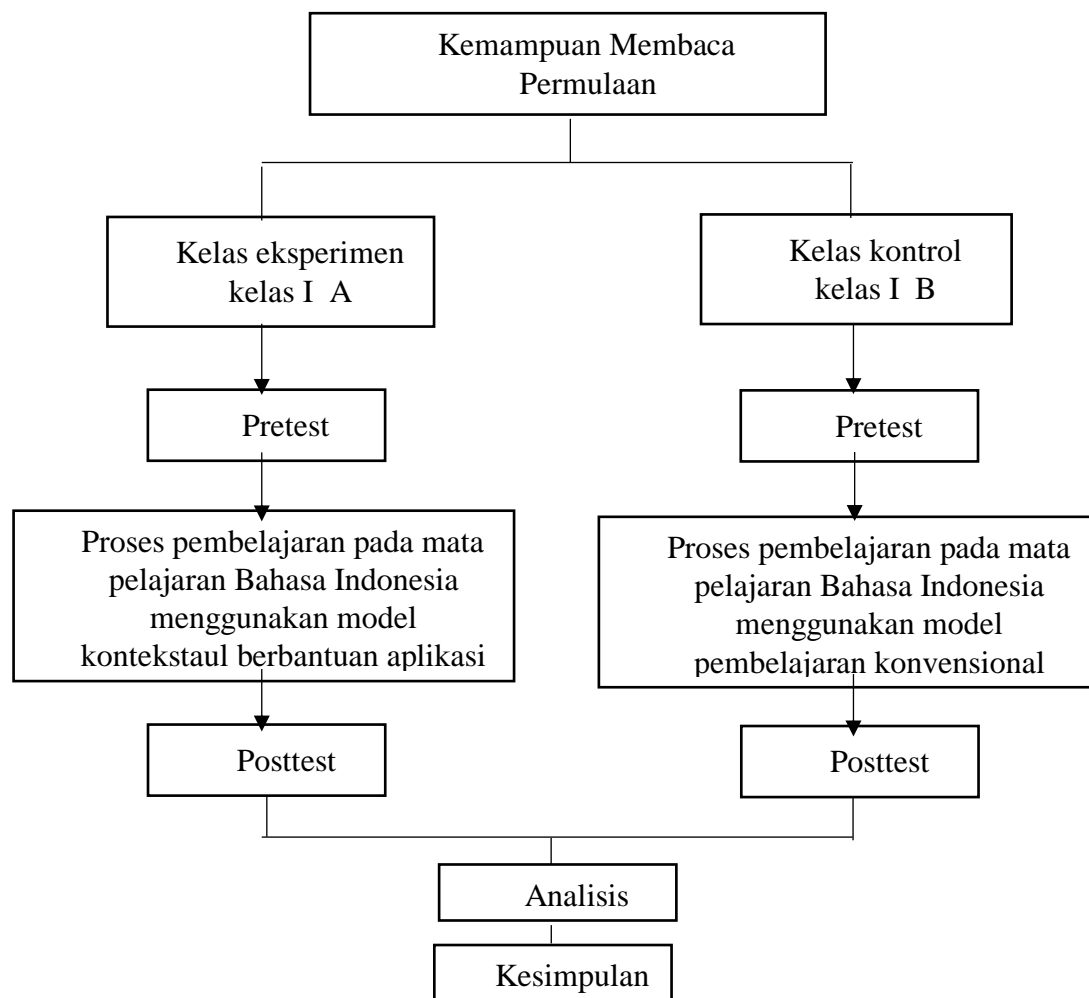 Kemampuan Membaca
Permulaan
Kelas eksperimen
kelas I A
Kelas kontrol
kelas I B
Pretest
Pretest
Proses pembelajaran pada mata
pelajaran Bahasa Indonesia
menggunakan model
kontekstaul berbantuan aplikasi
Proses pembelajaran pada mata
pelajaran Bahasa Indonesia
menggunakan model
pembelajaran konvensional
Posttest
Posttest
Analisis
Kesimpulan